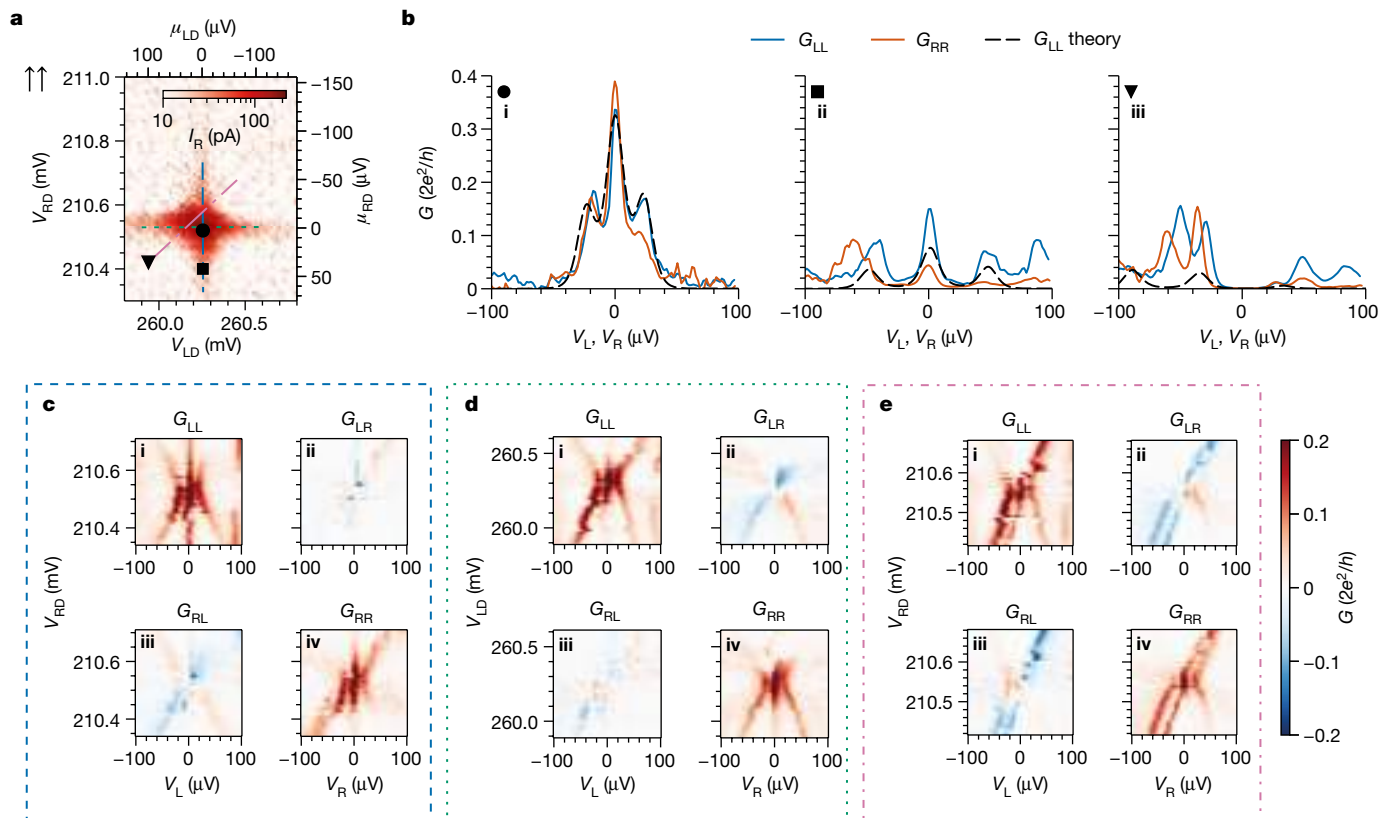 a
μLD (μV)
100 0 −100
↑↑
211.0
210.8
210.6
210.4
VRD (mV)
10 100
IR (pA)
−150
−100
−50
0
50
μRD (μV)
260.0 260.5
VLD (mV)
b
GLL GRR GLL theory
0.4
0.3
0.2
0.1
0
G (2e²/h)
i
ii
iii
−100 0 100
−100 0 100
−100 0 100
VL, VR (μV)
VL, VR (μV)
VL, VR (μV)
c
GLL
i
210.6
210.4
−100 0 100
GLR
ii
−100 0 100
VRD (mV)
GRL
iii
210.6
210.4
−100 0 100
VL (μV)
GRR
iv
−100 0 100
VR (μV)
d
GLL
i
260.5
260.0
−100 0 100
GLR
ii
−100 0 100
VLD (mV)
GRL
iii
260.5
260.0
−100 0 100
VL (μV)
GRR
iv
−100 0 100
VR (μV)
e
GLL
i
210.6
210.5
−100 0 100
GLR
ii
−100 0 100
VRD (mV)
GRL
iii
210.6
210.5
−100 0 100
VL (μV)
GRR
iv
−100 0 100
VR (μV)
0.2
0.1
0
−0.1
−0.2
G (2e²/h)